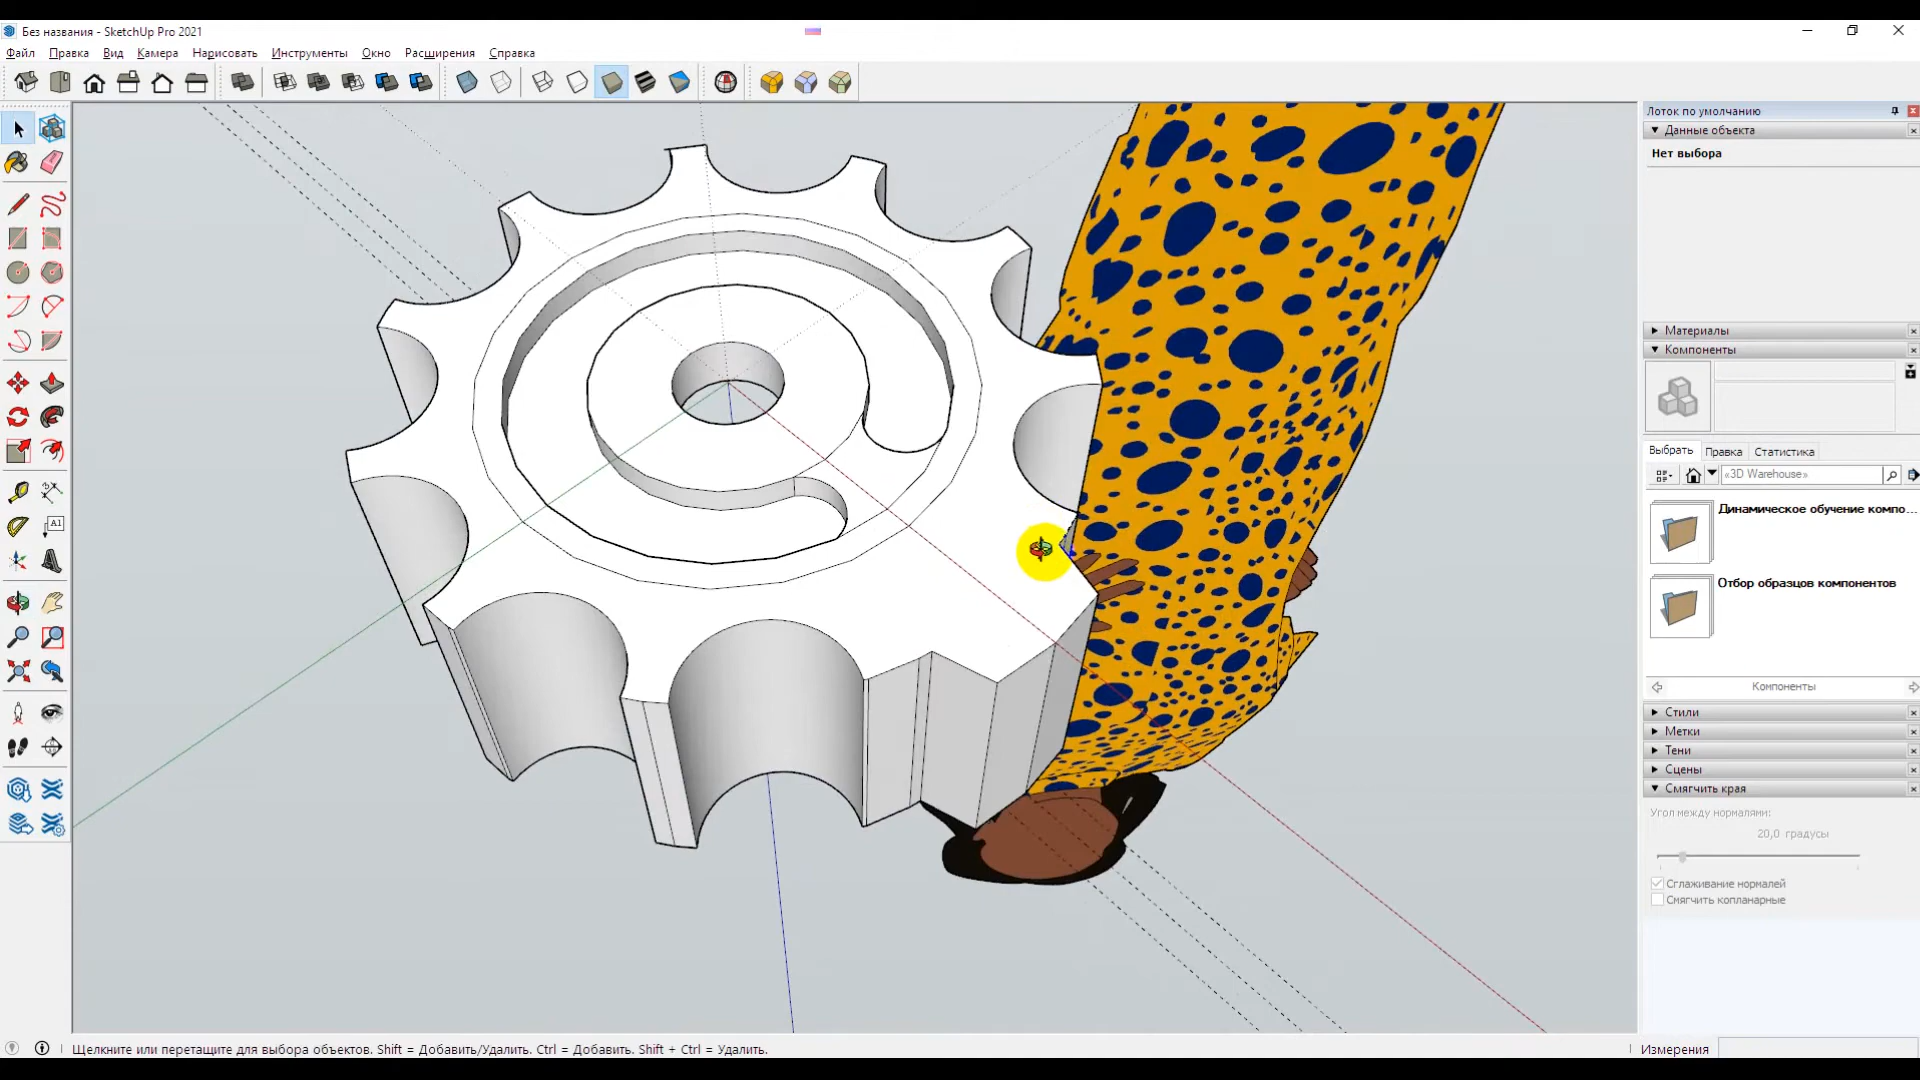 Без названия - SketchUp Pro 2021
Файл Правка Вид Камера Нарисовать Инструменты Окно Расширения Справка
Лоток по умолчанию
Данные объекта
Нет выбора
Материалы
Компоненты
Выбрать Правка Статистика
«3D Warehouse»
Динамическое обучение компо...
Отбор образцов компонентов
Компоненты
Стили
Метки
Тени
Сцены
Смягчить края
Угол между нормалями:
20,0 градусы
Сглаживание нормалей
Смягчить копланарные
A1
Щелкните или перетащите для выбора объектов. Shift = Добавить/Удалить. Ctrl = Добавить. Shift + Ctrl = Удалить.
Измерения